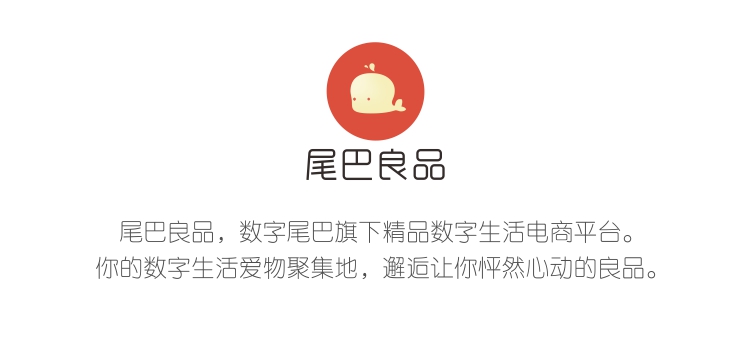 尾巴良品
尾巴良品，数字尾巴旗下精品数字生活电商平台。
你的数字生活爱物聚集地，邂逅让你怦然心动的良品。